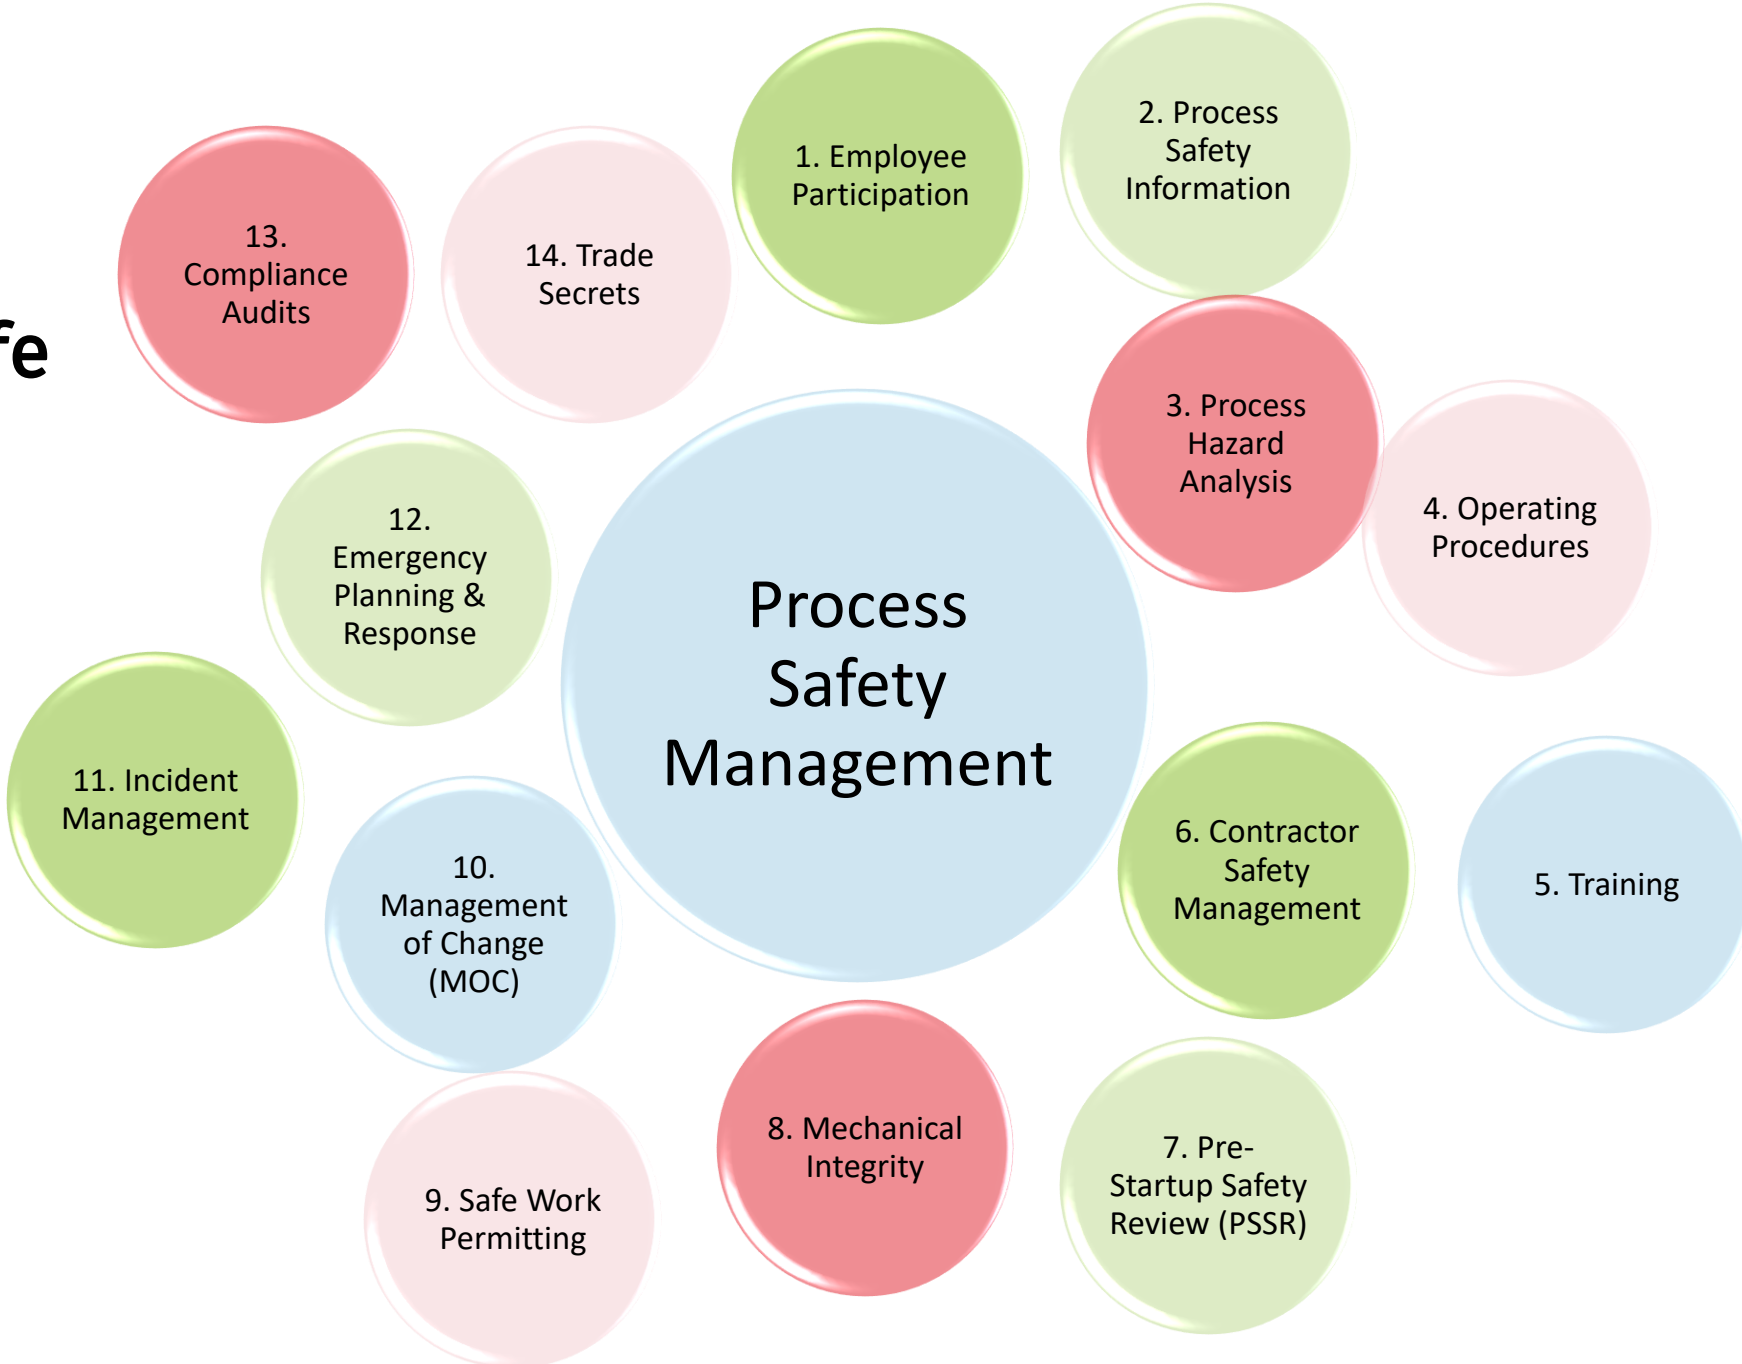 1. Employee
Participation
2. Process
Safety
Information
3. Process
Hazard
Analysis
4. Operating
Procedures
5. Training
6. Contractor
Safety
Management
7. Pre-
Startup Safety
Review (PSSR)
8. Mechanical
Integrity
9. Safe Work
Permitting
10.
Management
of Change
(MOC)
11. Incident
Management
12.
Emergency
Planning &
Response
13.
Compliance
Audits
14. Trade
Secrets
Process
Safety
Management